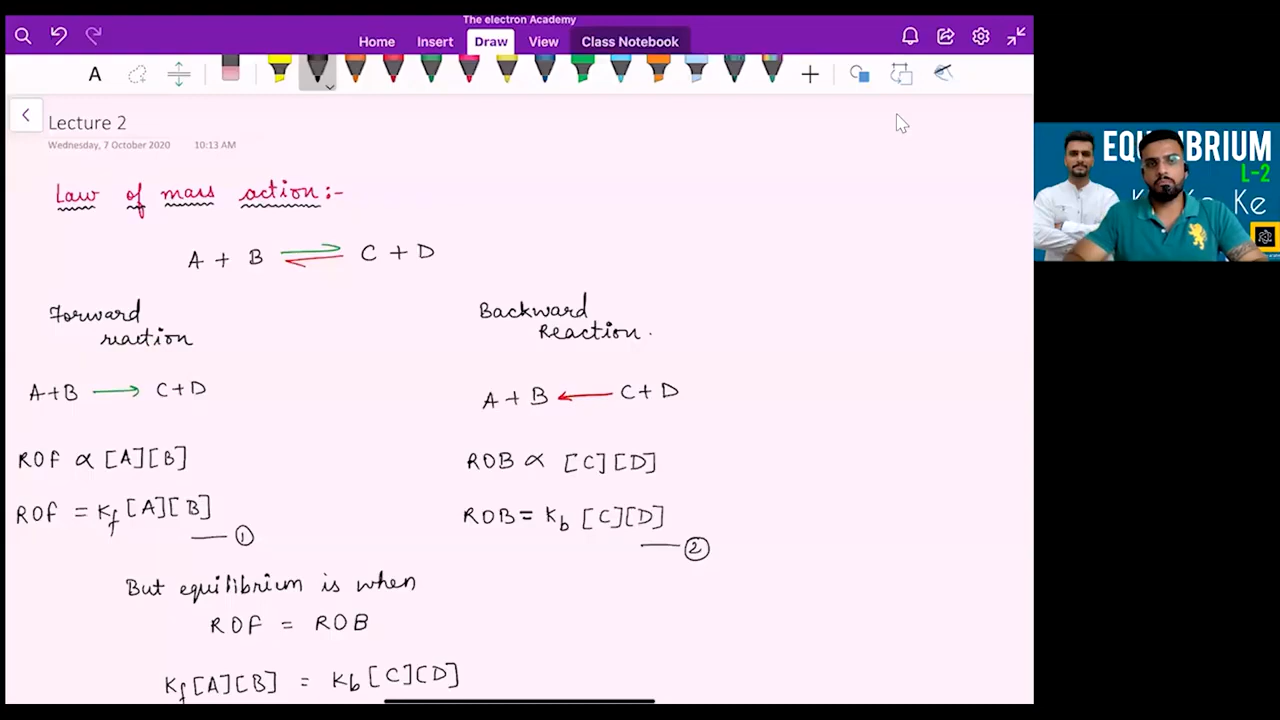 The electron Academy
Home Insert Draw View Class Notebook
A
Lecture 2
Wednesday, 7 October 2020 10:13 AM
Law of mass action:-
A + B ⇌ C + D
Forward reaction
Backward Reaction.
A+B ⟶ C+D
A + B ⟵ C+D
ROF ∝ [A][B]
ROB ∝ [C][D]
ROF = Kf [A][B]
—— ①
ROB = Kb [C][D]
—— ②
But equilibrium is when
ROF = ROB
Kf[A][B] = Kb[C][D]
EQUILIBRIUM
L-2
Ke